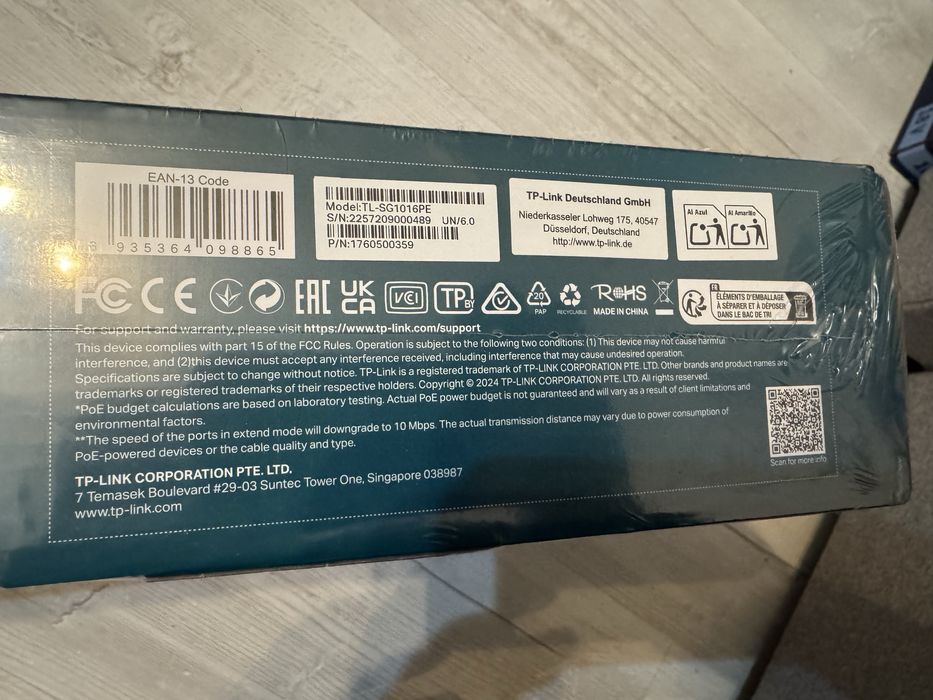 EAN-13 Code
6 935364 098865
Model:TL-SG1016PE
S/N:2257209000489 UN/6.0
P/N:1760500359
TP-Link Deutschland GmbH
Niederkasseler Lohweg 175, 40547
Düsseldorf, Deutschland
http://www.tp-link.de
Al Azul
Al Amarillo
FC CE EAC UK CA VCCI TP BY
20
PAP
RECYCLABLE
RoHS
MADE IN CHINA
FR
ÉLÉMENTS D'EMBALLAGE
À SÉPARER ET À DÉPOSER
DANS LE BAC DE TRI
For support and warranty, please visit https://www.tp-link.com/support
This device complies with part 15 of the FCC Rules. Operation is subject to the following two conditions: (1) This device may not cause harmful
interference, and (2)this device must accept any interference received, including interference that may cause undesired operation.
Specifications are subject to change without notice. TP-Link is a registered trademark of TP-LINK CORPORATION PTE. LTD. Other brands and product names are
trademarks or registered trademarks of their respective holders. Copyright © 2024 TP-LINK CORPORATION PTE. LTD. All rights reserved.
*PoE budget calculations are based on laboratory testing. Actual PoE power budget is not guaranteed and will vary as a result of client limitations and
environmental factors.
**The speed of the ports in extend mode will downgrade to 10 Mbps. The actual transmission distance may vary due to power consumption of
PoE-powered devices or the cable quality and type.
Scan for more info
TP-LINK CORPORATION PTE. LTD.
7 Temasek Boulevard #29-03 Suntec Tower One, Singapore 038987
www.tp-link.com